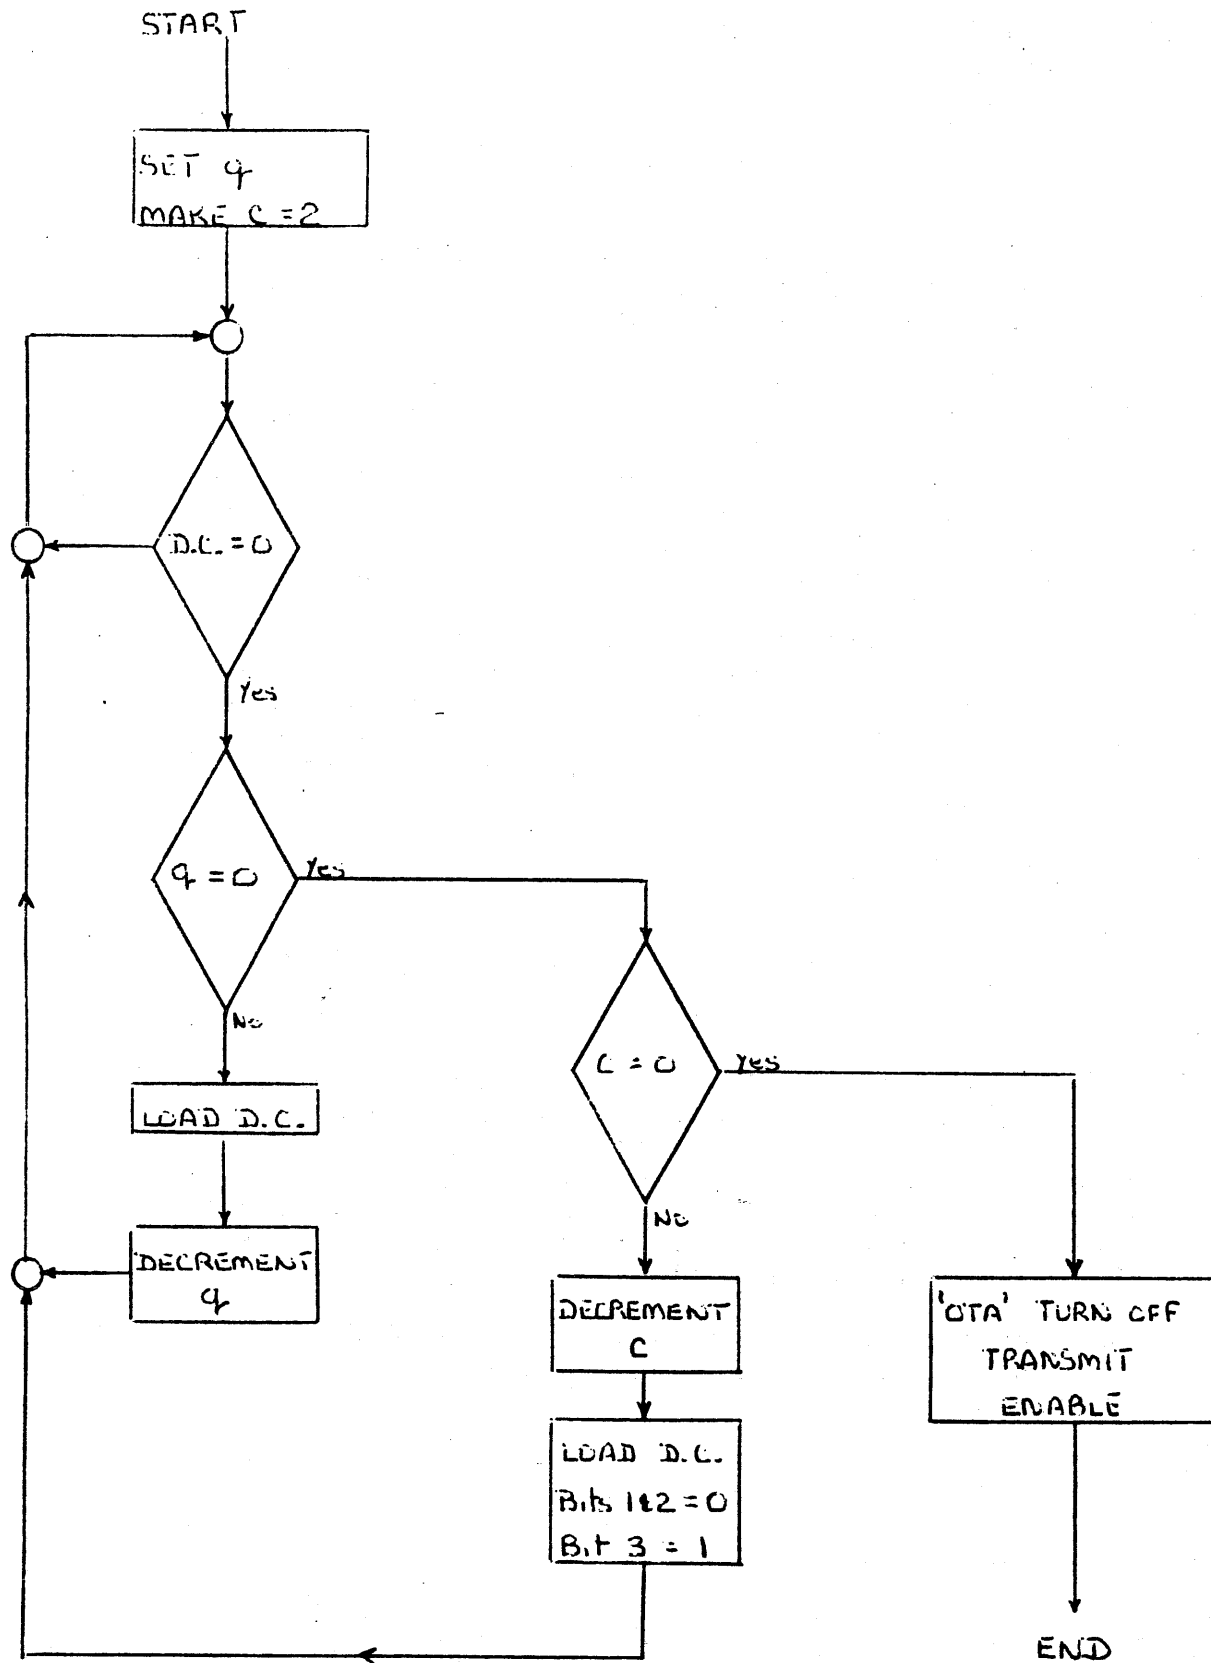 START
SET q
MAKE C = 2
D.C. = 0
Yes
q = 0
Yes
No
C = 0
Yes
LOAD D.C.
No
DECREMENT
q
DECREMENT
C
'OTA' TURN OFF
TRANSMIT
ENABLE
LOAD D.C.
Bits 1&2 = 0
Bit 3 = 1
END